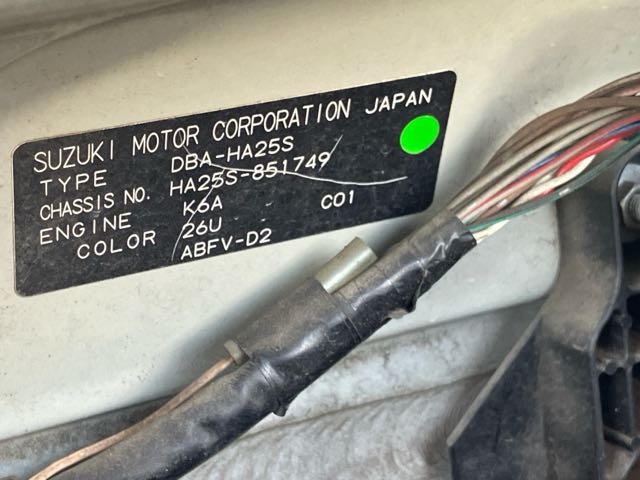 SUZUKI MOTOR CORPORATION JAPAN
TYPE DBA-HA25S
CHASSIS NO. HA25S-851749
ENGINE K6A
COLOR 26U C01
ABFV-D2